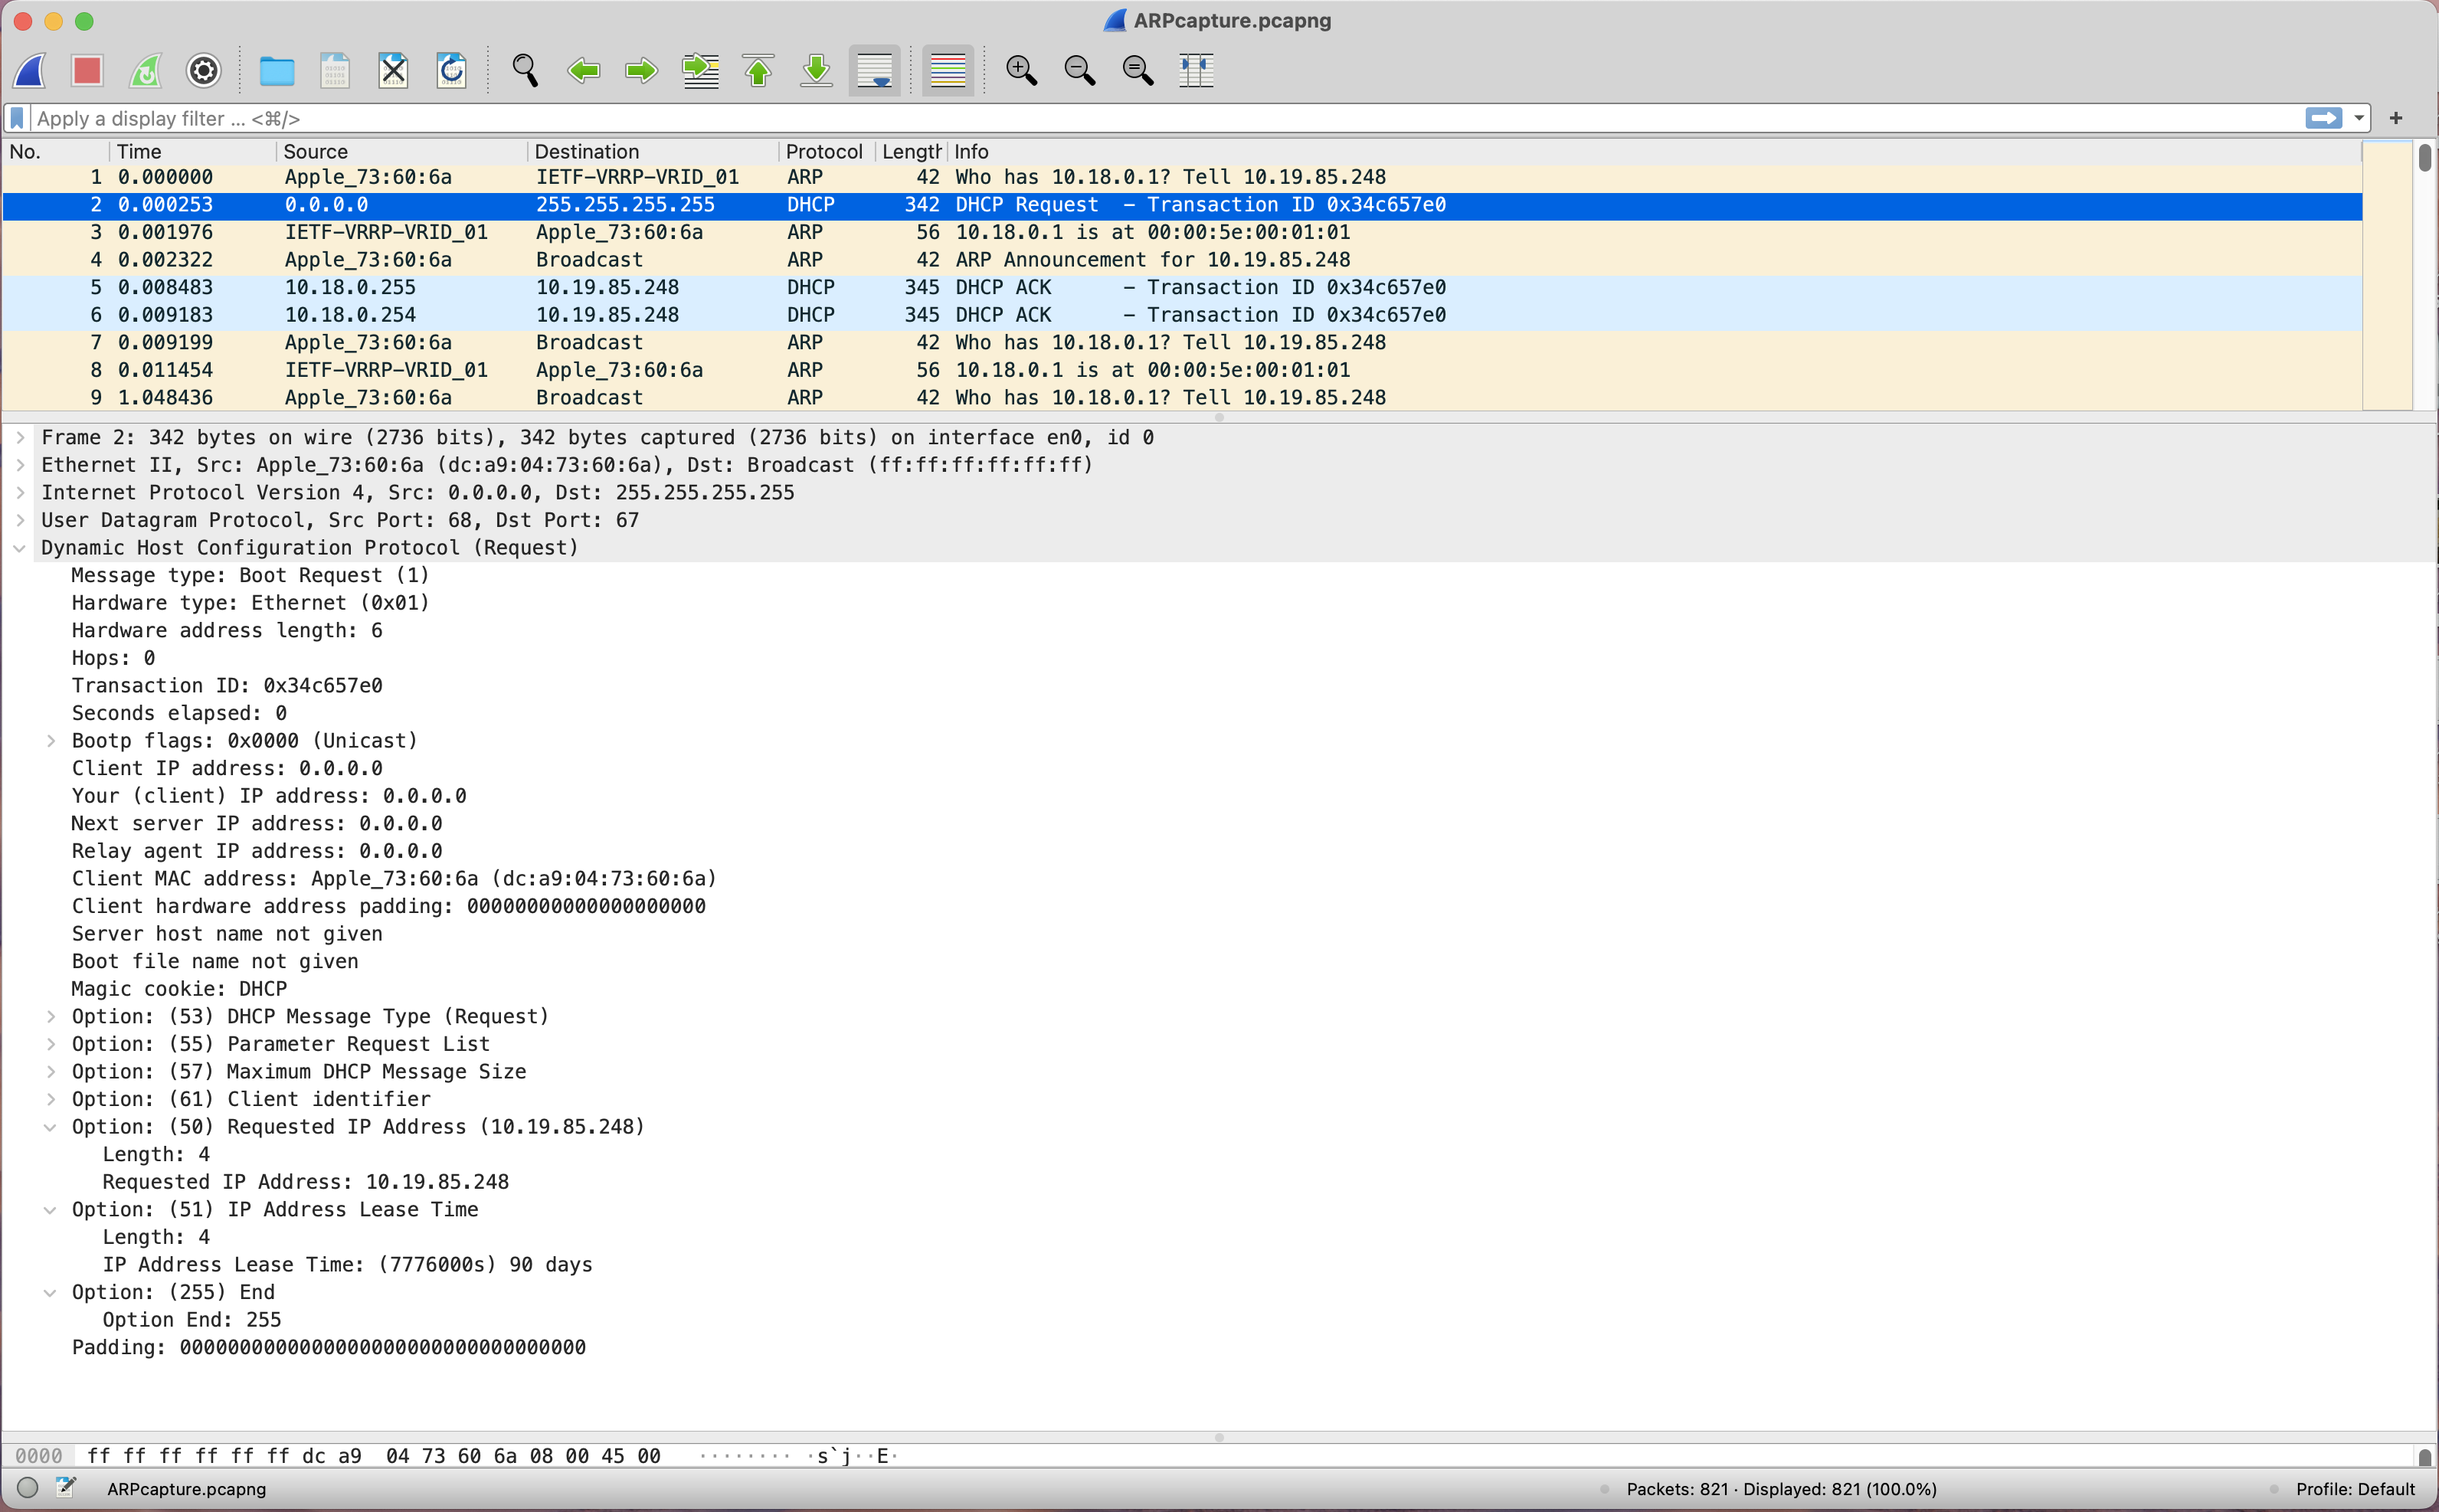 ARPcapture.pcapng
Apply a display filter ... <⌘/>
No. Time Source Destination Protocol Length Info
1 0.000000 Apple_73:60:6a IETF-VRRP-VRID_01 ARP 42 Who has 10.18.0.1? Tell 10.19.85.248
2 0.000253 0.0.0.0 255.255.255.255 DHCP 342 DHCP Request – Transaction ID 0x34c657e0
3 0.001976 IETF-VRRP-VRID_01 Apple_73:60:6a ARP 56 10.18.0.1 is at 00:00:5e:00:01:01
4 0.002322 Apple_73:60:6a Broadcast ARP 42 ARP Announcement for 10.19.85.248
5 0.008483 10.18.0.255 10.19.85.248 DHCP 345 DHCP ACK – Transaction ID 0x34c657e0
6 0.009183 10.18.0.254 10.19.85.248 DHCP 345 DHCP ACK – Transaction ID 0x34c657e0
7 0.009199 Apple_73:60:6a Broadcast ARP 42 Who has 10.18.0.1? Tell 10.19.85.248
8 0.011454 IETF-VRRP-VRID_01 Apple_73:60:6a ARP 56 10.18.0.1 is at 00:00:5e:00:01:01
9 1.048436 Apple_73:60:6a Broadcast ARP 42 Who has 10.18.0.1? Tell 10.19.85.248
Frame 2: 342 bytes on wire (2736 bits), 342 bytes captured (2736 bits) on interface en0, id 0
Ethernet II, Src: Apple_73:60:6a (dc:a9:04:73:60:6a), Dst: Broadcast (ff:ff:ff:ff:ff:ff)
Internet Protocol Version 4, Src: 0.0.0.0, Dst: 255.255.255.255
User Datagram Protocol, Src Port: 68, Dst Port: 67
Dynamic Host Configuration Protocol (Request)
Message type: Boot Request (1)
Hardware type: Ethernet (0x01)
Hardware address length: 6
Hops: 0
Transaction ID: 0x34c657e0
Seconds elapsed: 0
Bootp flags: 0x0000 (Unicast)
Client IP address: 0.0.0.0
Your (client) IP address: 0.0.0.0
Next server IP address: 0.0.0.0
Relay agent IP address: 0.0.0.0
Client MAC address: Apple_73:60:6a (dc:a9:04:73:60:6a)
Client hardware address padding: 00000000000000000000
Server host name not given
Boot file name not given
Magic cookie: DHCP
Option: (53) DHCP Message Type (Request)
Option: (55) Parameter Request List
Option: (57) Maximum DHCP Message Size
Option: (61) Client identifier
Option: (50) Requested IP Address (10.19.85.248)
Length: 4
Requested IP Address: 10.19.85.248
Option: (51) IP Address Lease Time
Length: 4
IP Address Lease Time: (7776000s) 90 days
Option: (255) End
Option End: 255
Padding: 0000000000000000000000000000000000
0000 ff ff ff ff ff ff dc a9 04 73 60 6a 08 00 45 00 ········ ·s`j··E·
ARPcapture.pcapng Packets: 821 · Displayed: 821 (100.0%) Profile: Default